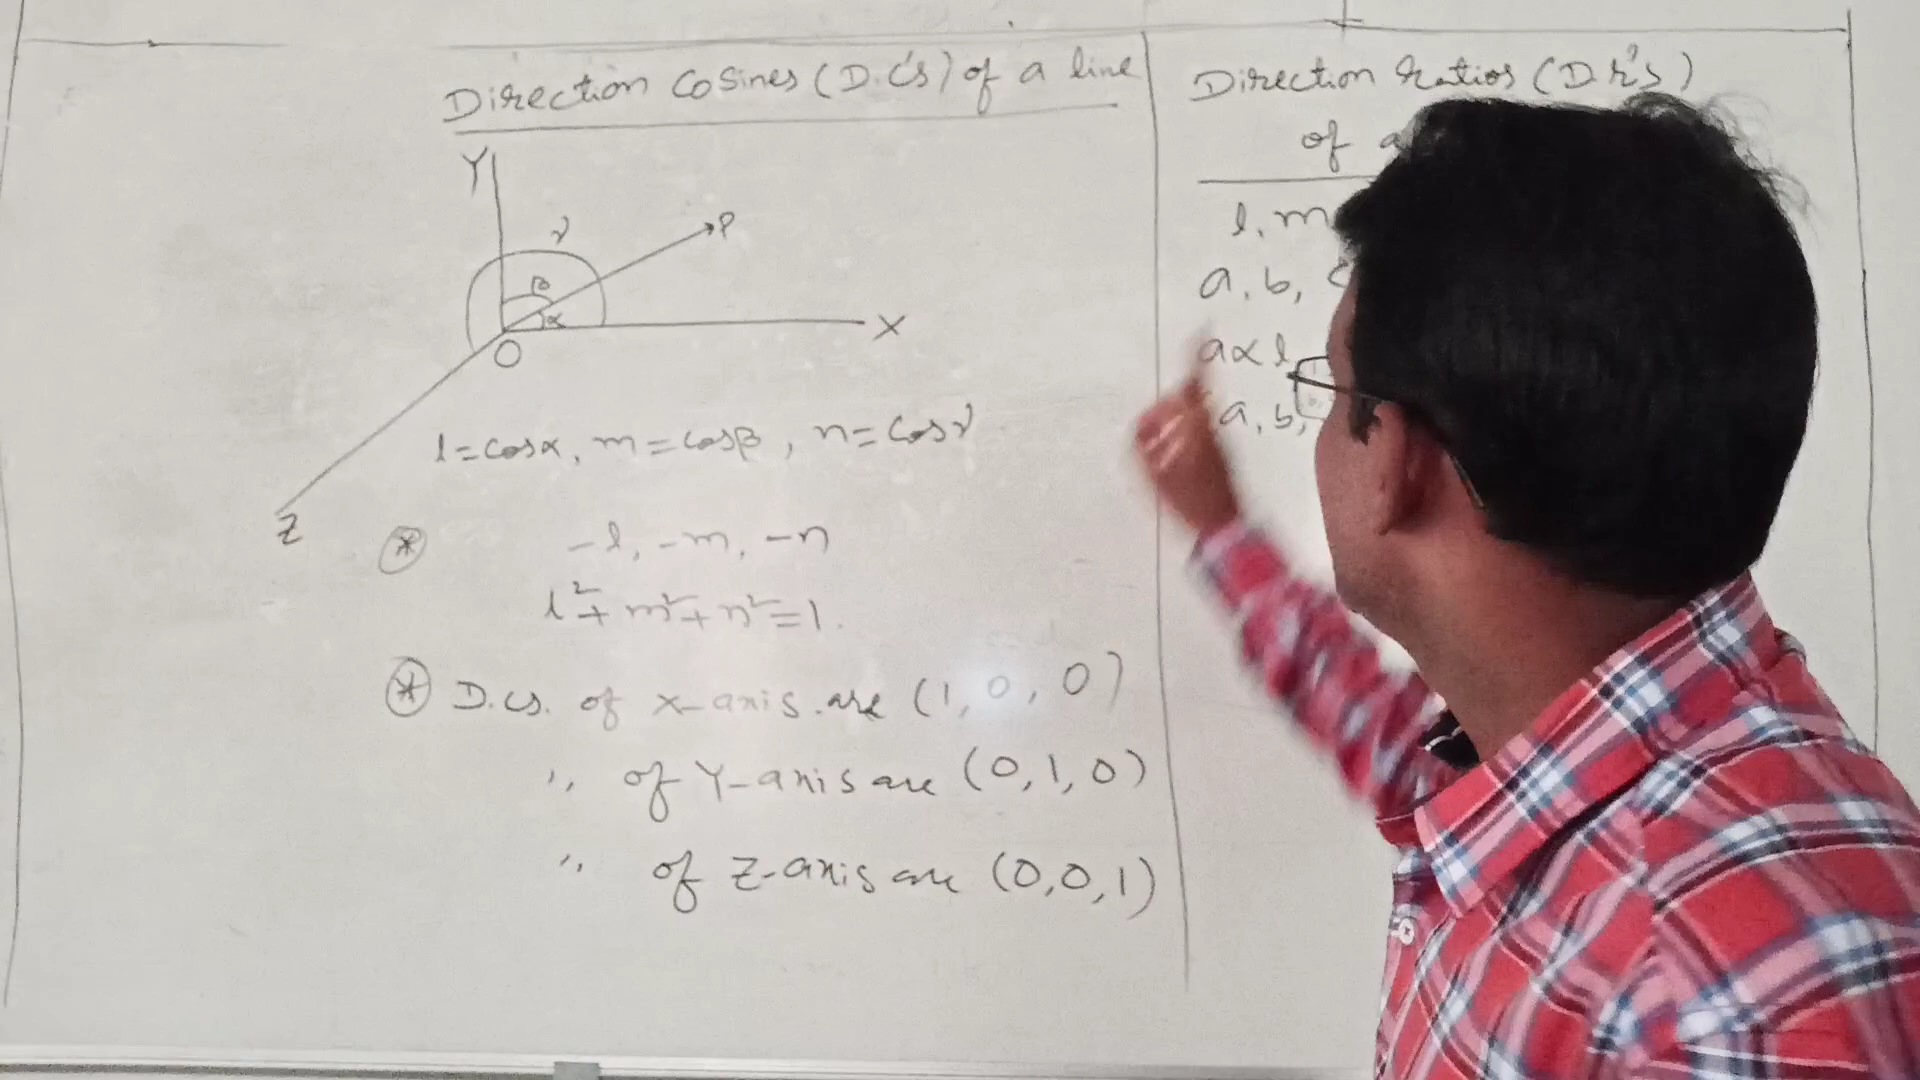 Direction Cosines (D.C's) of a line
Y
γ
P
β
α
X
O
Z
l=cosα, m=cosβ, n=cosγ
* -l, -m, -n
l²+m²+n²=1.
* D.cs. of x-axis are (1, 0, 0)
,, of Y-axis are (0,1,0)
,, of Z-axis are (0,0,1)
Direction Ratios (D.r's)
of a
l, m
a, b, c
a∝l
a, b,